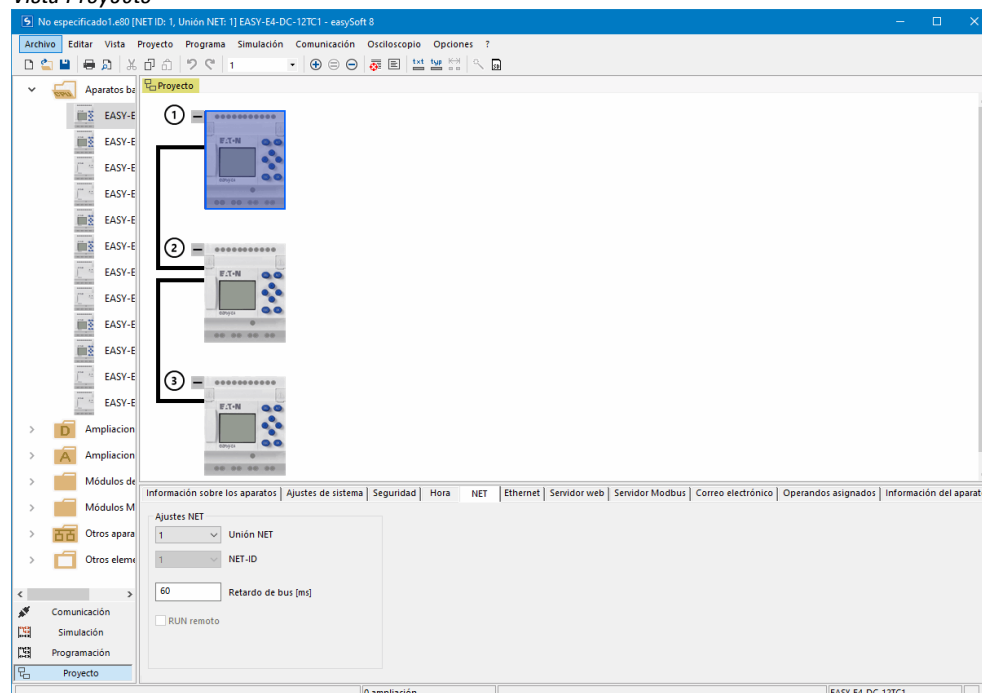 Vista Proyecto
No especificado1.e80 [NET ID: 1, Unión NET: 1] EASY-E4-DC-12TC1 - easySoft 8
Archivo Editar Vista Proyecto Programa Simulación Comunicación Osciloscopio Opciones ?
1
txt typ
Aparatos ba
Proyecto
EASY-E
EASY-E
EASY-E
EASY-E
EASY-E
EASY-E
EASY-E
EASY-E
EASY-E
EASY-E
EASY-E
EASY-E
D Ampliacion
A Ampliacion
Módulos de
Módulos M
Otros apara
Otros eleme
Comunicación
Simulación
Programación
Proyecto
1
E·T·N
2
E·T·N
3
E·T·N
Información sobre los aparatos Ajustes de sistema Seguridad Hora NET Ethernet Servidor web Servidor Modbus Correo electrónico Operandos asignados Información del aparat
Ajustes NET
1 Unión NET
1 NET-ID
60 Retardo de bus [ms]
RUN remoto
0 ampliación EASY-E4-DC-12TC1